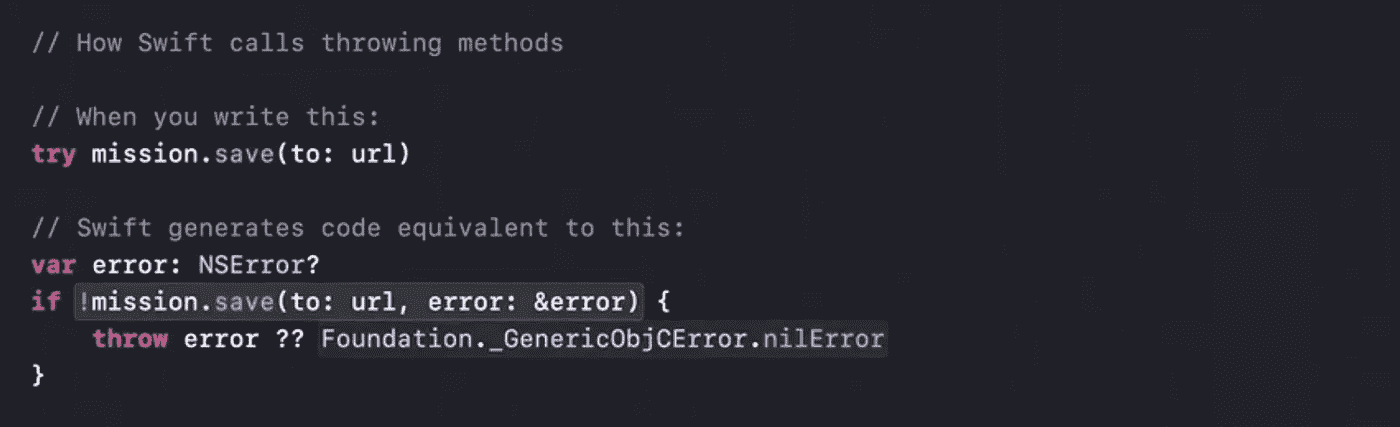 // How Swift calls throwing methods
// When you write this:
try mission.save(to: url)
// Swift generates code equivalent to this:
var error: NSError?
if !mission.save(to: url, error: &error) {
throw error ?? Foundation._GenericObjCError.nilError
}